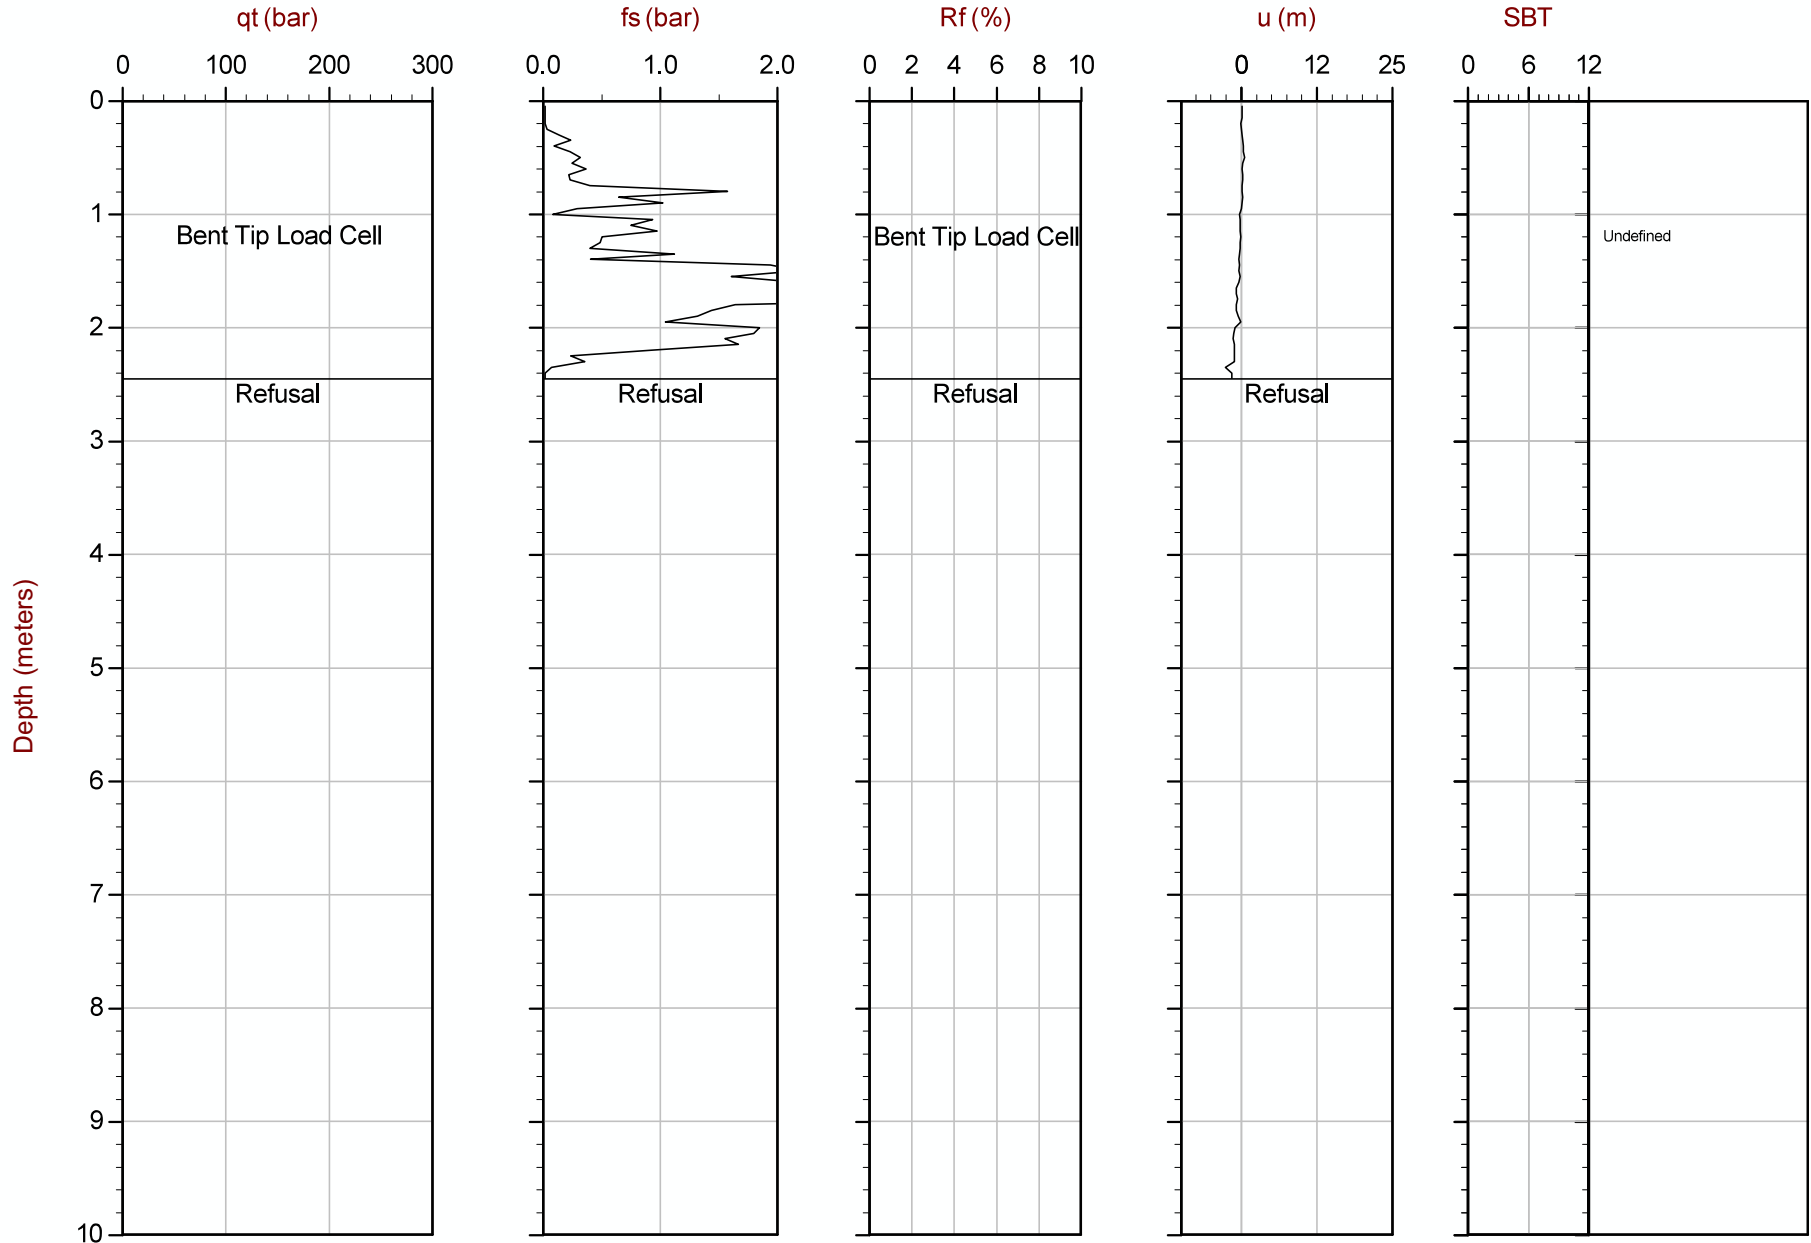 qt (bar) fs (bar) Rf (%) u (m) SBT
0 100 200 300 0.0 1.0 2.0 0 2 4 6 8 10 0 12 25 0 6 12
0
1
Bent Tip Load Cell Bent Tip Load Cell Undefined
2
Refusal Refusal Refusal Refusal
3
4
5
Depth (meters)
6
7
8
9
10